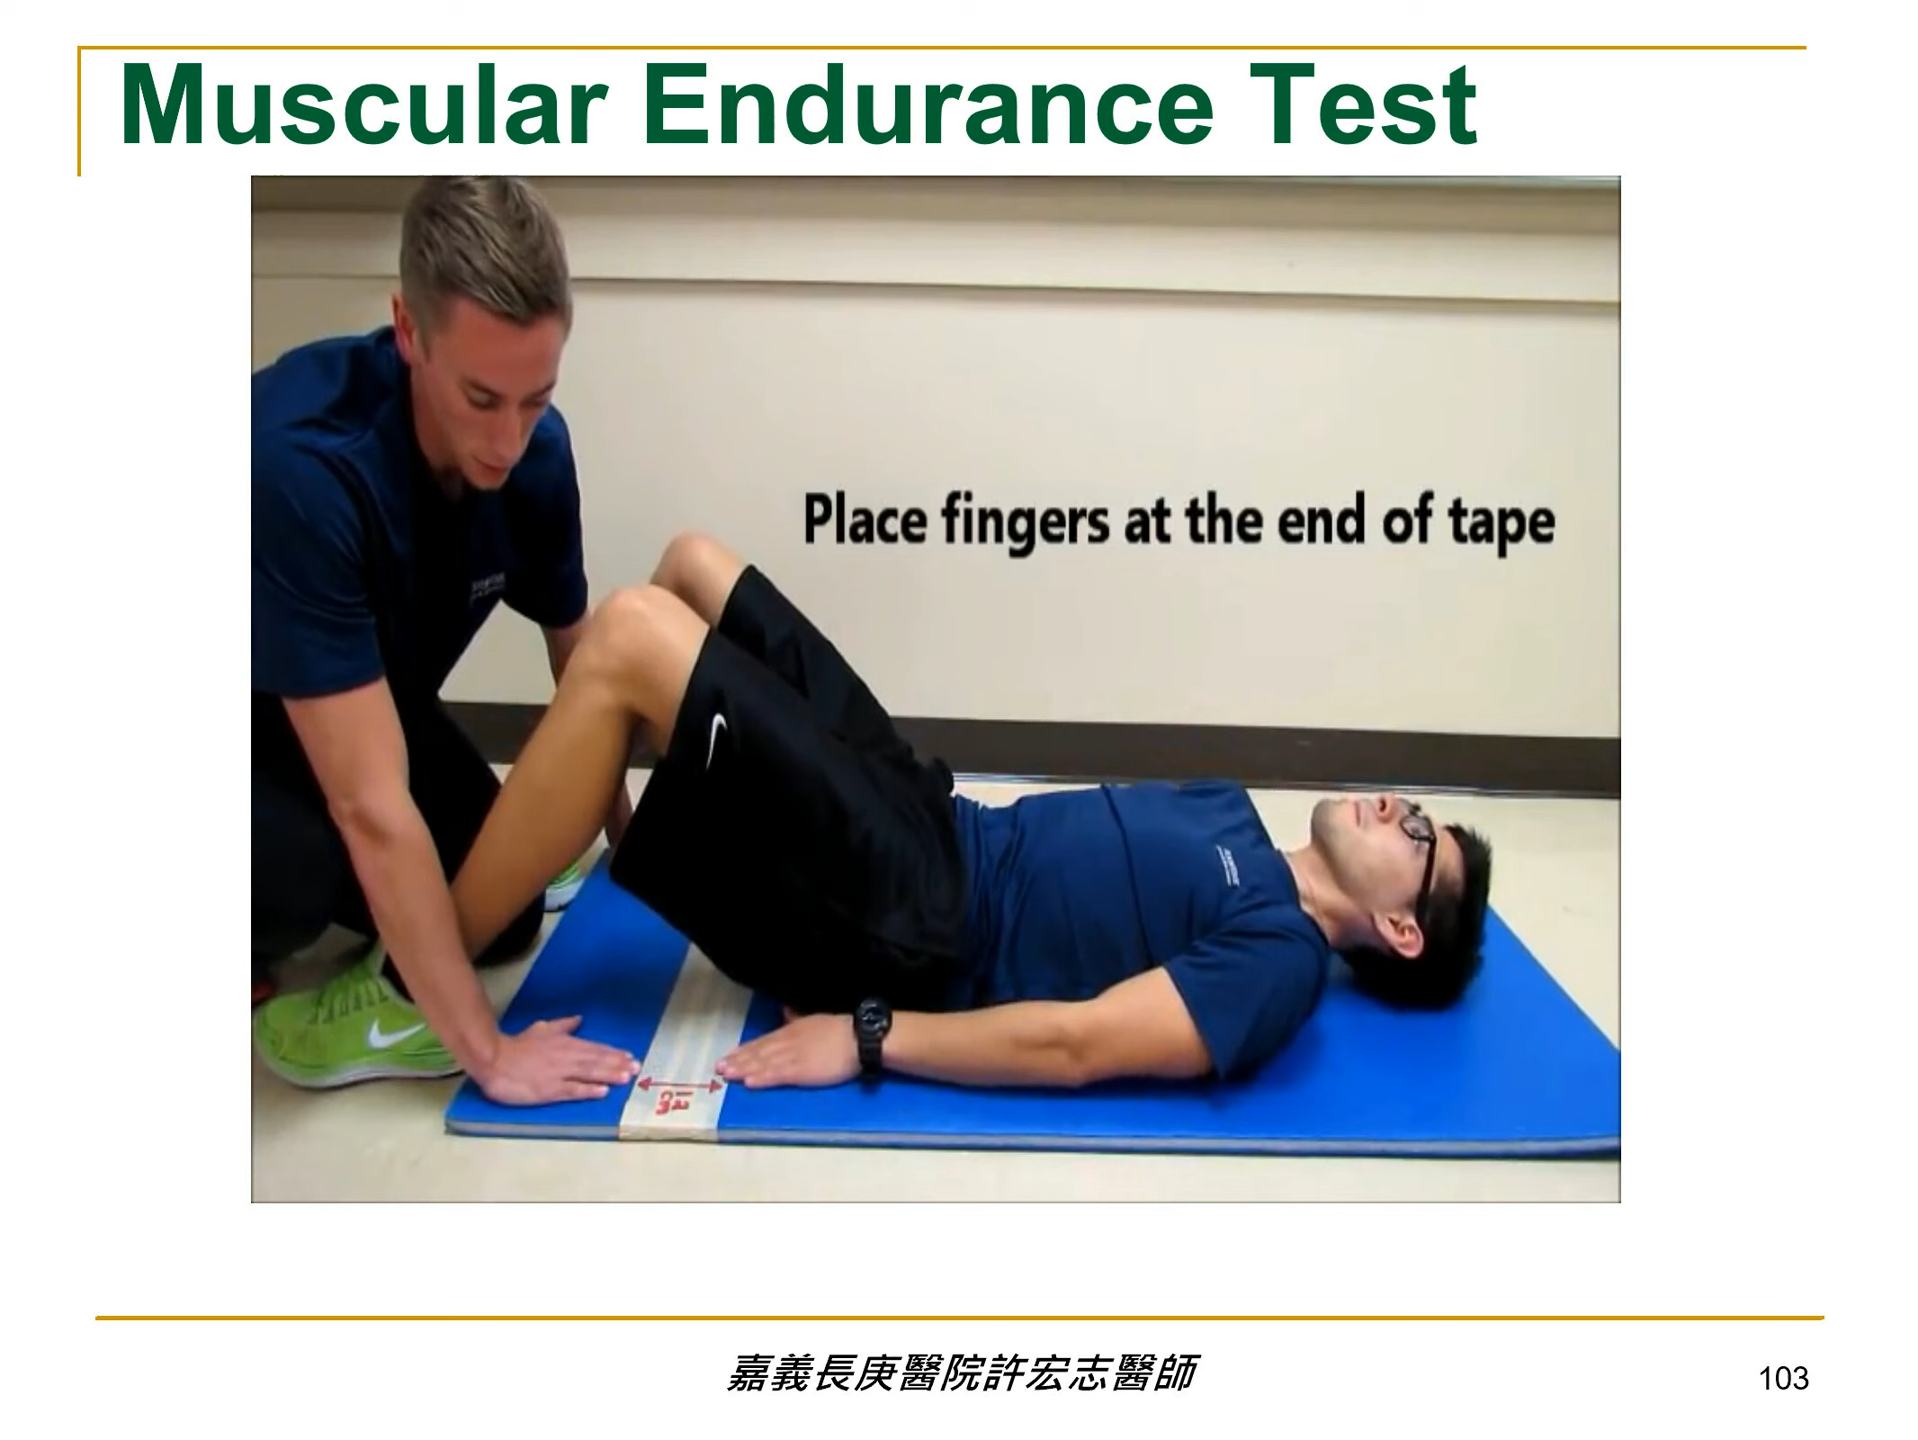 Muscular Endurance Test
Place fingers at the end of tape
嘉義長庚醫院許宏志醫師
103